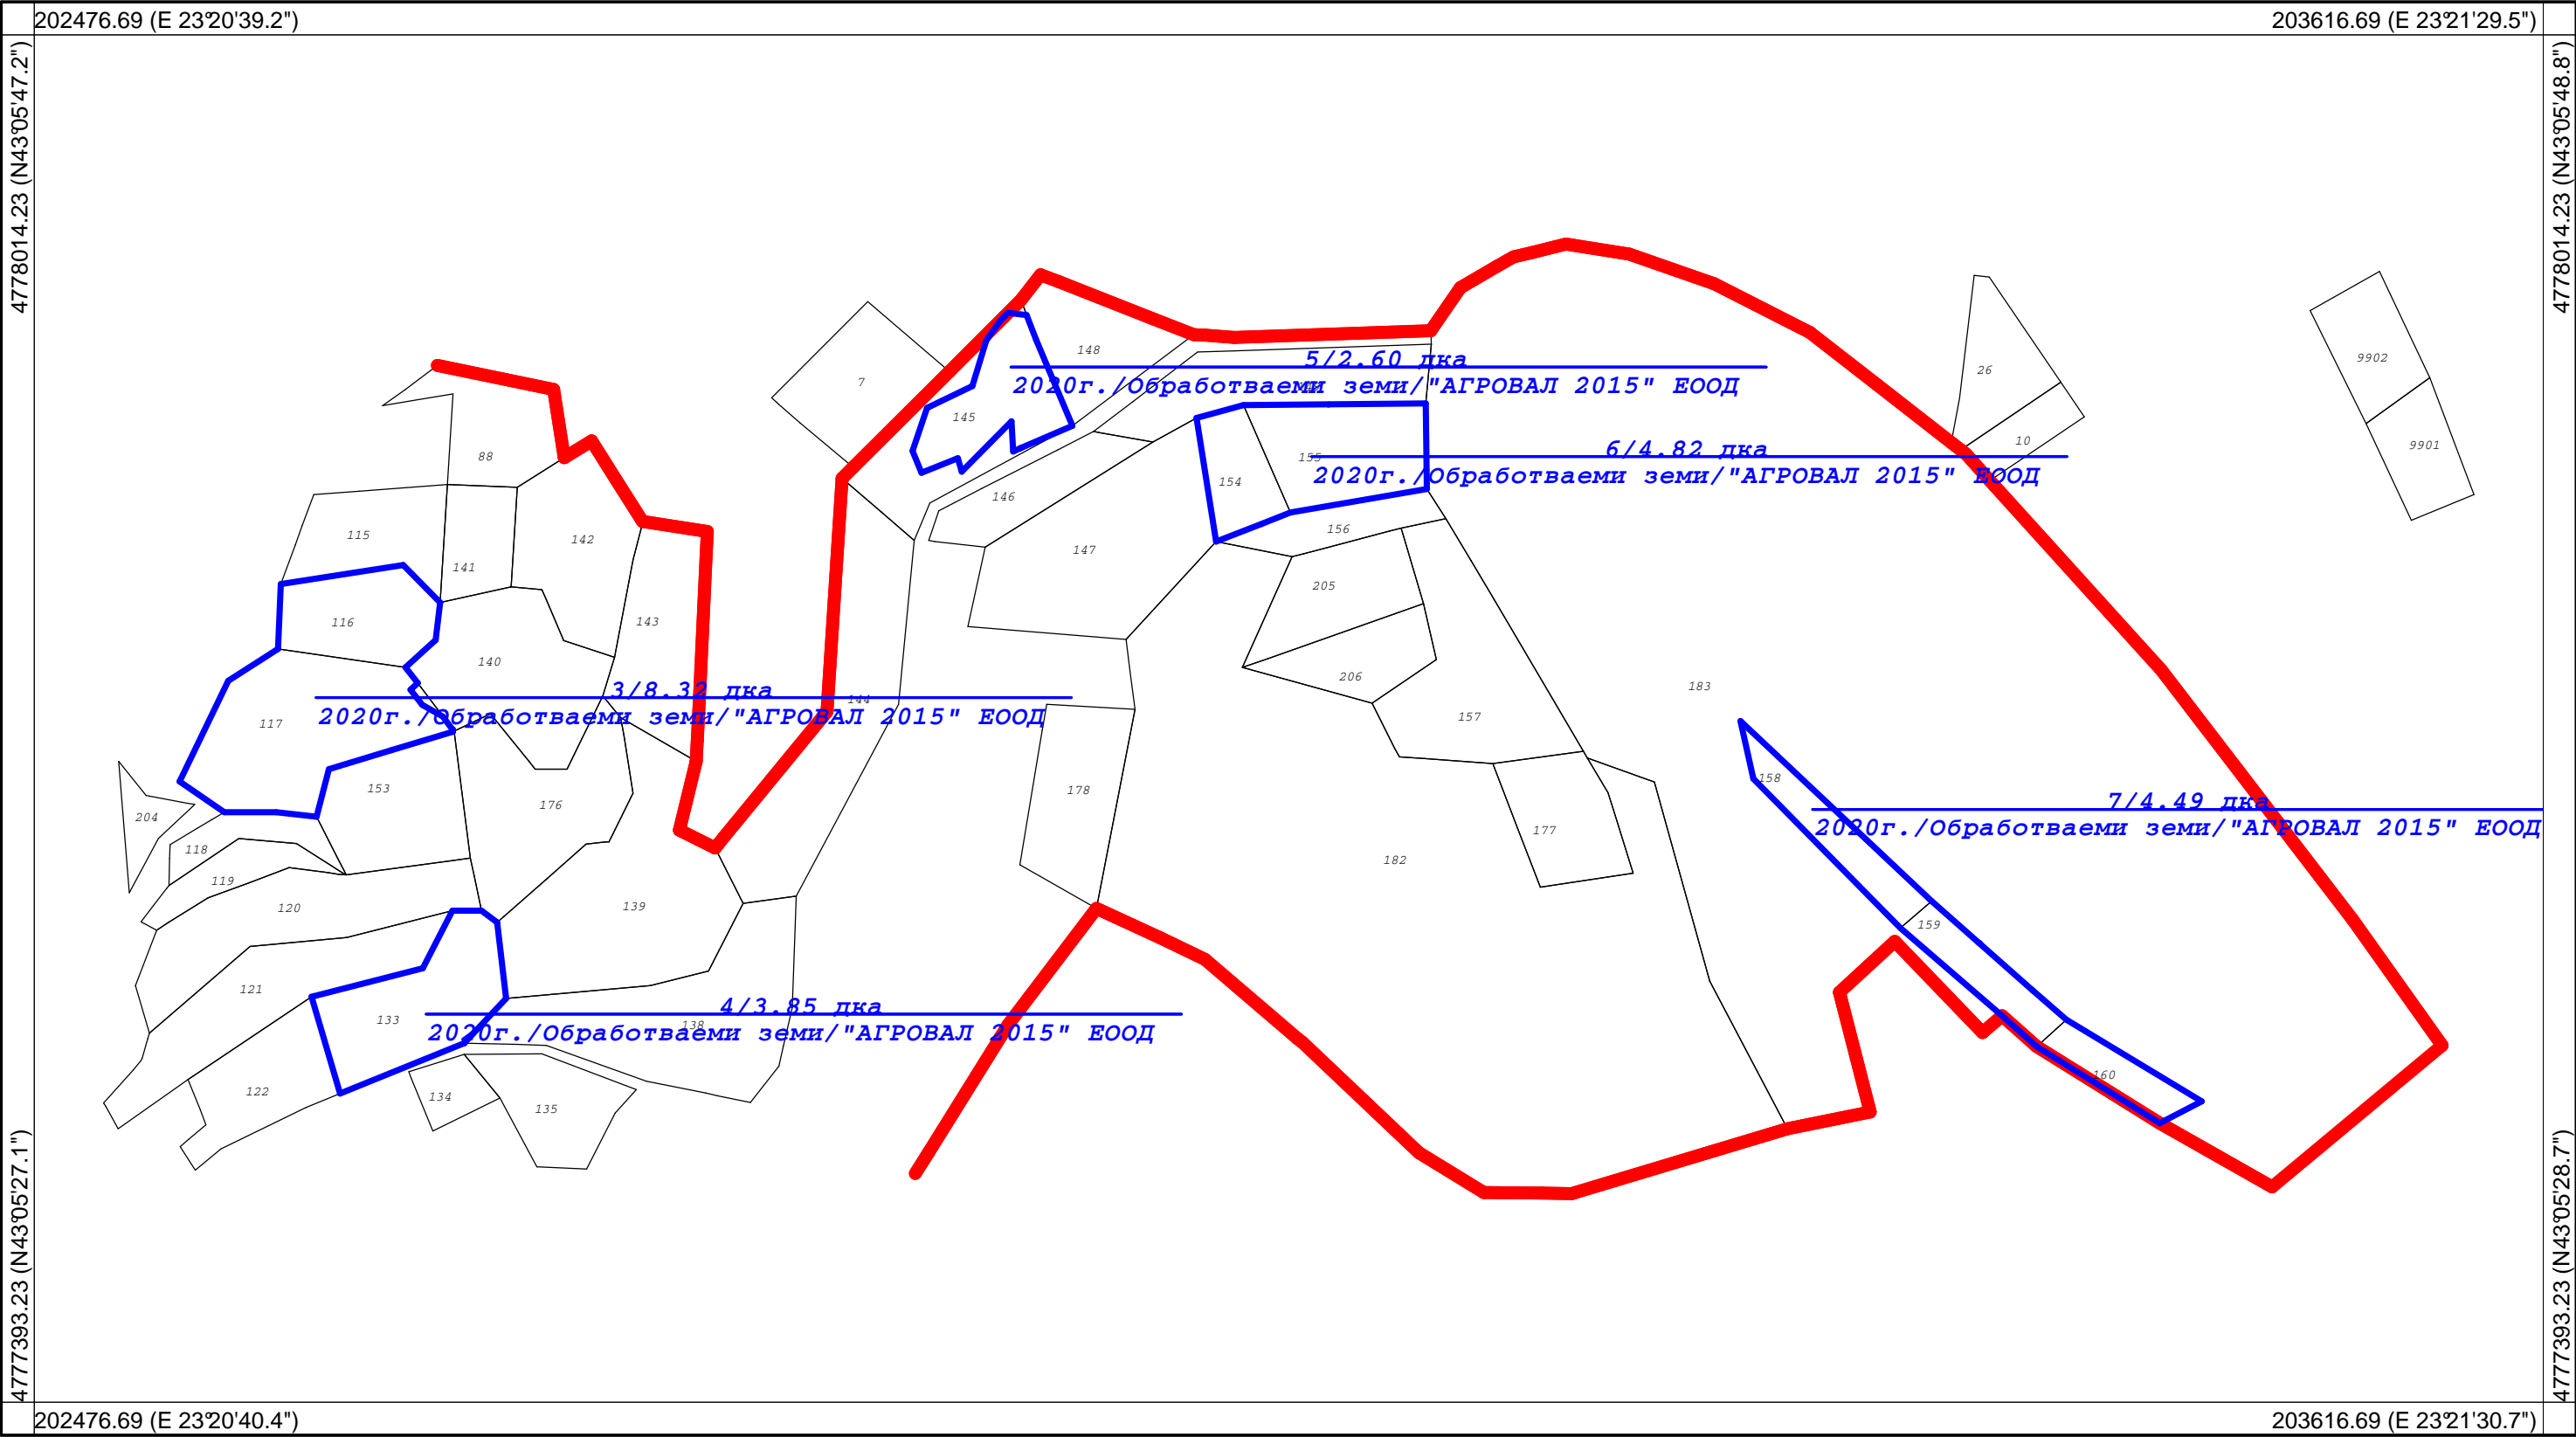 202476.69 (E 23°20'39.2")
203616.69 (E 23°21'29.5")
4778014.23 (N43°05'47.2")
4778014.23 (N43°05'48.8")
148
5/2.60 дка
2020г./Обработваеми земи/"АГРОВАЛ 2015" ЕООД
7
145
26
9902
10
9901
88
6/4.82 дка
155
2020г./Обработваеми земи/"АГРОВАЛ 2015" ЕООД
154
146
115
142
141
147
156
205
116
143
140
206
183
3/8.32 дка
144
2020г./Обработваеми земи/"АГРОВАЛ 2015" ЕООД
117
157
153
176
178
158
7/4.49 дка
2020г./Обработваеми земи/"АГРОВАЛ 2015" ЕООД
204
177
118
182
119
120
139
159
121
4/3.85 дка
133
138
2020г./Обработваеми земи/"АГРОВАЛ 2015" ЕООД
160
122
134
135
4777393.23 (N43°05'27.1")
4777393.23 (N43°05'28.7")
202476.69 (E 23°20'40.4")
203616.69 (E 23°21'30.7")